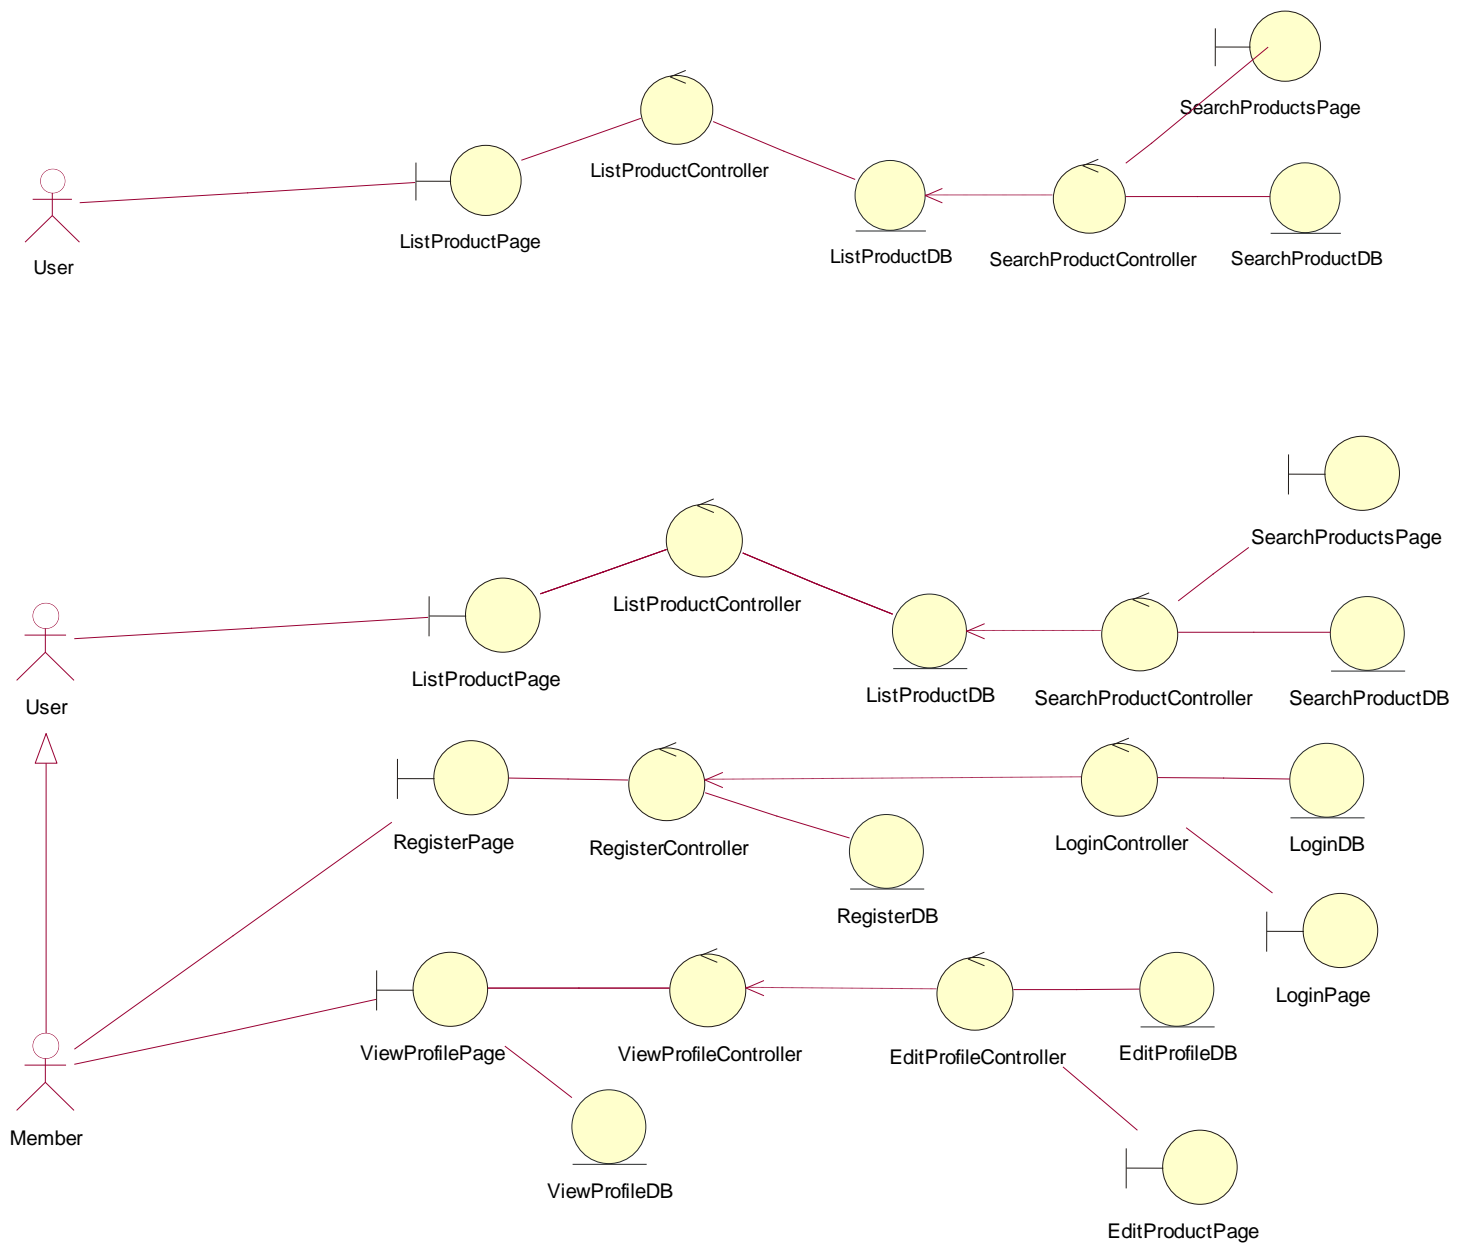 SearchProductsPage
ListProductController
ListProductPage
ListProductDB
SearchProductController
SearchProductDB
User
SearchProductsPage
ListProductController
ListProductPage
ListProductDB
SearchProductController
SearchProductDB
User
RegisterPage
RegisterController
LoginController
LoginDB
RegisterDB
LoginPage
ViewProfilePage
ViewProfileController
EditProfileController
EditProfileDB
Member
ViewProfileDB
EditProductPage